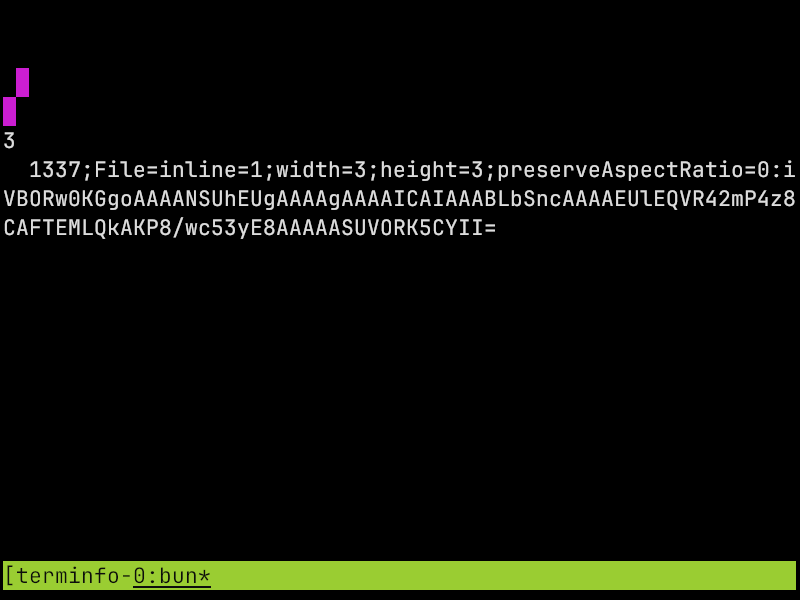 3
1337;File=inline=1;width=3;height=3;preserveAspectRatio=0:i
VBORw0KGgoAAAANSUhEUgAAAAgAAAAICAIAAABLbSncAAAAEUlEQVR42mP4z8
CAFTEMLQkAKP8/wc53yE8AAAAASUVORK5CYII=
[terminfo-0:bun*